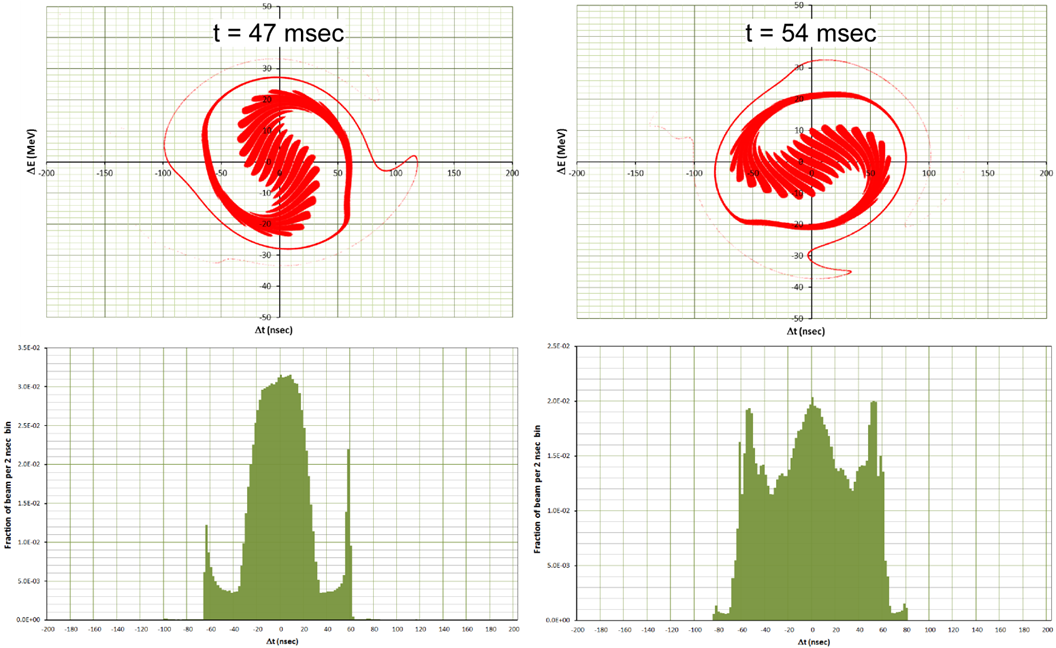 t = 47 msec
t = 54 msec
50
40
30
20
10
0
-10
-20
-30
-40
-50
-200 -150 -100 -50 0 50 100 150 200
ΔE (MeV)
Δt (nsec)
50
40
30
20
10
0
-10
-20
-30
-40
-50
-200 -150 -100 -50 0 50 100 150 200
ΔE (MeV)
Δt (nsec)
3.5E-02
3.0E-02
2.5E-02
2.0E-02
1.5E-02
1.0E-02
5.0E-03
0.0E+00
-200 -180 -160 -140 -120 -100 -80 -60 -40 -20 0 20 40 60 80 100 120 140 160 180 200
Fraction of beam per 2 nsec bin
Δt (nsec)
2.5E-02
2.0E-02
1.5E-02
1.0E-02
5.0E-03
0.0E+00
-200 -180 -160 -140 -120 -100 -80 -60 -40 -20 0 20 40 60 80 100 120 140 160 180 200
Fraction of beam per 2 nsec bin
Δt (nsec)